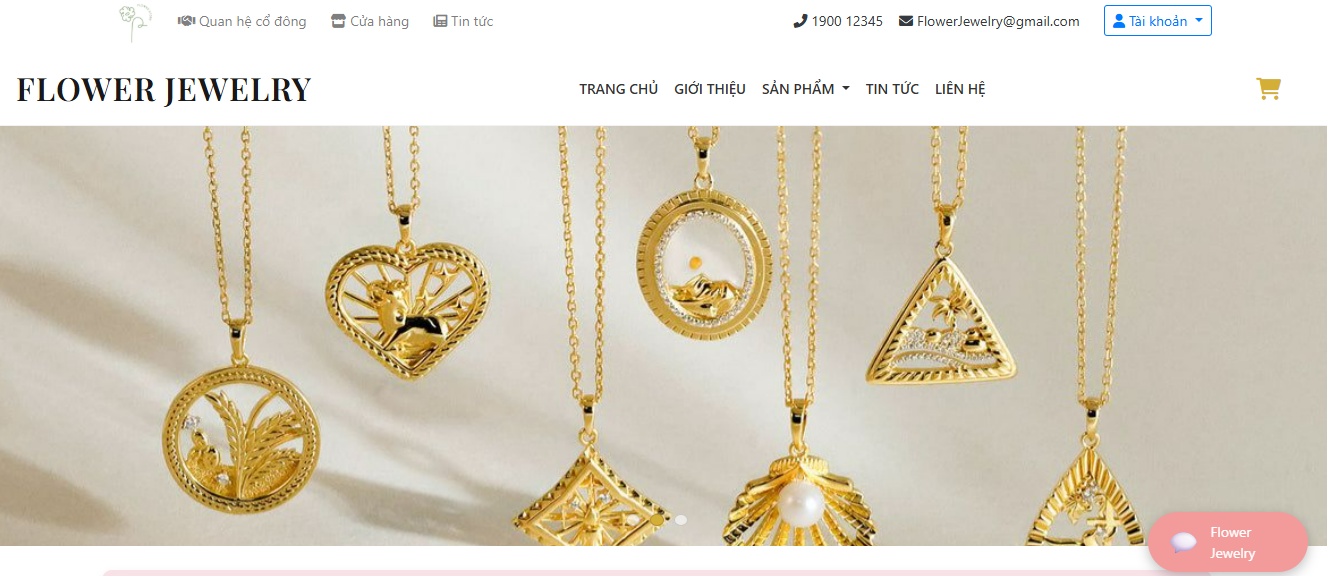 Quan hệ cổ đông Cửa hàng Tin tức 1900 12345 FlowerJewelry@gmail.com Tài khoản
FLOWER JEWELRY TRANG CHỦ GIỚI THIỆU SẢN PHẨM TIN TỨC LIÊN HỆ
Flower
Jewelry